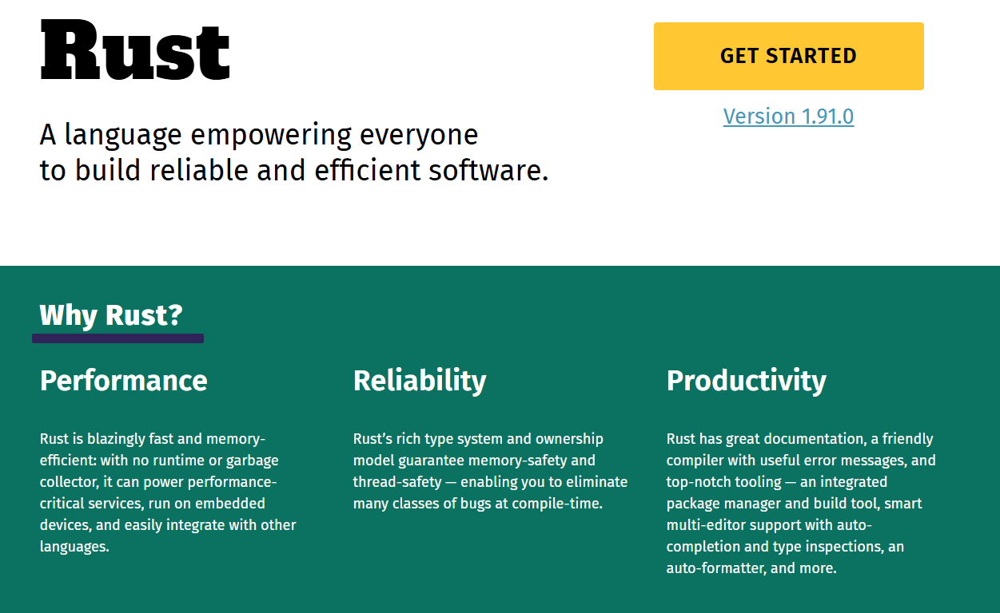 Rust
A language empowering everyone
to build reliable and efficient software.
GET STARTED
Version 1.91.0
Why Rust?
Performance
Rust is blazingly fast and memory-
efficient: with no runtime or garbage
collector, it can power performance-
critical services, run on embedded
devices, and easily integrate with other
languages.
Reliability
Rust’s rich type system and ownership
model guarantee memory-safety and
thread-safety — enabling you to eliminate
many classes of bugs at compile-time.
Productivity
Rust has great documentation, a friendly
compiler with useful error messages, and
top-notch tooling — an integrated
package manager and build tool, smart
multi-editor support with auto-
completion and type inspections, an
auto-formatter, and more.